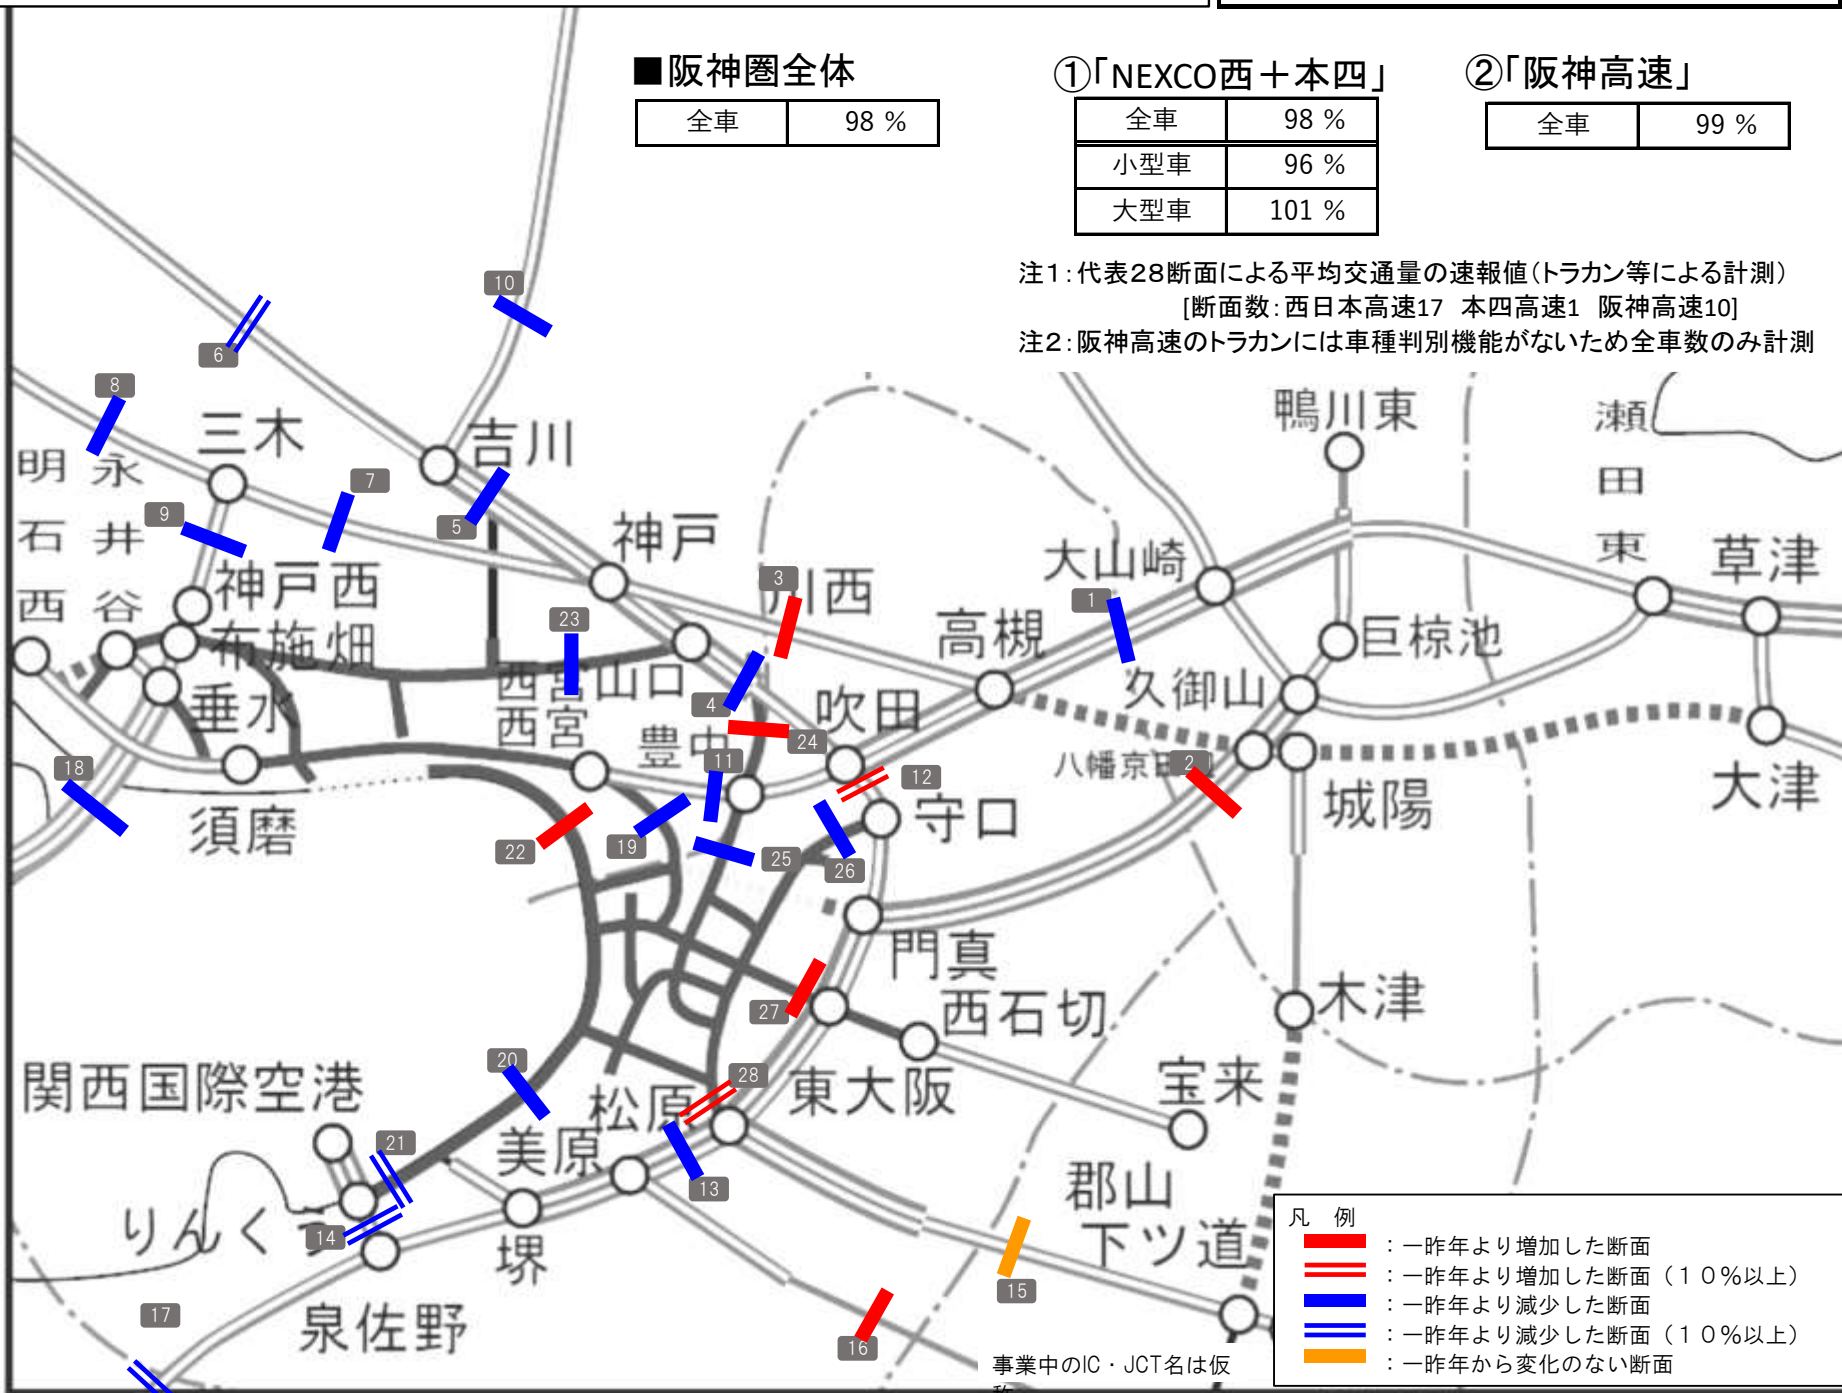 ■阪神圏全体
全車 98 %
①「NEXCO西＋本四」
全車 98 %
小型車 96 %
大型車 101 %
②「阪神高速」
全車 99 %
注1：代表28断面による平均交通量の速報値（トラカン等による計測）
[断面数：西日本高速17　本四高速1　阪神高速10]
注2：阪神高速のトラカンには車種判別機能がないため全車数のみ計測
10
6
8
三木
吉川
鴨川東
瀬田東
明石西
永井谷
7
9
5
神戸
大山崎
草津
神戸西
3
川西
1
布施畑
23
高槻
巨椋池
西宮山口
久御山
垂水
4
吹田
西宮
豊中
24
18
11
八幡京田
2
12
大津
須磨
守口
城陽
22
19
25
26
門真
27
西石切
木津
関西国際空港
20
松原
28
東大阪
宝来
21
美原
13
郡山
下ツ道
りんくう
14
堺
15
17
泉佐野
16
事業中のIC・JCT名は仮
凡　例
：一昨年より増加した断面
：一昨年より増加した断面（１０％以上）
：一昨年より減少した断面
：一昨年より減少した断面（１０％以上）
：一昨年から変化のない断面